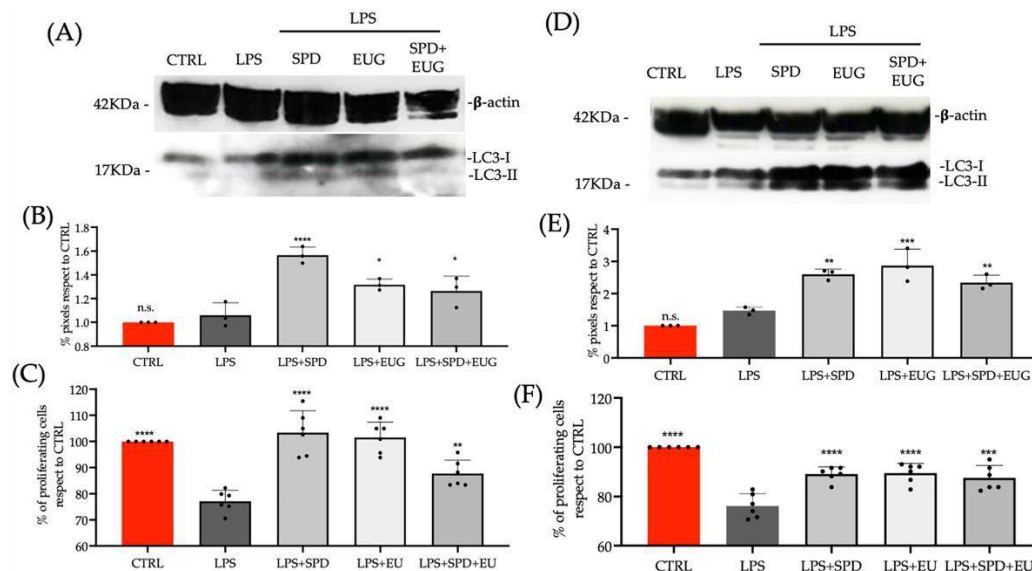 (A)
LPS
CTRL LPS SPD EUG SPD+
EUG
42KDa - -β-actin
-LC3-I
17KDa - -LC3-II
(B)
% pixels respect to CTRL
1.8
1.6
1.4
1.2
1.0
0.8
n.s. **** * *
CTRL LPS LPS+SPD LPS+EUG LPS+SPD+EUG
(C)
% of proliferating cells
respect to CTRL
120
110
100
90
80
70
60
**** **** **** **
CTRL LPS LPS+SPD LPS+EU LPS+SPD+EU
(D)
LPS
CTRL LPS SPD EUG SPD+
EUG
42KDa - -β-actin
-LC3-I
17KDa - -LC3-II
(E)
% pixels respect to CTRL
4
3
2
1
0
n.s. ** *** **
CTRL LPS LPS+SPD LPS+EUG LPS+SPD+EUG
(F)
% of proliferating cells
respect to CTRL
100
80
60
**** **** **** ***
CTRL LPS LPS+SPD LPS+EU LPS+SPD+EU